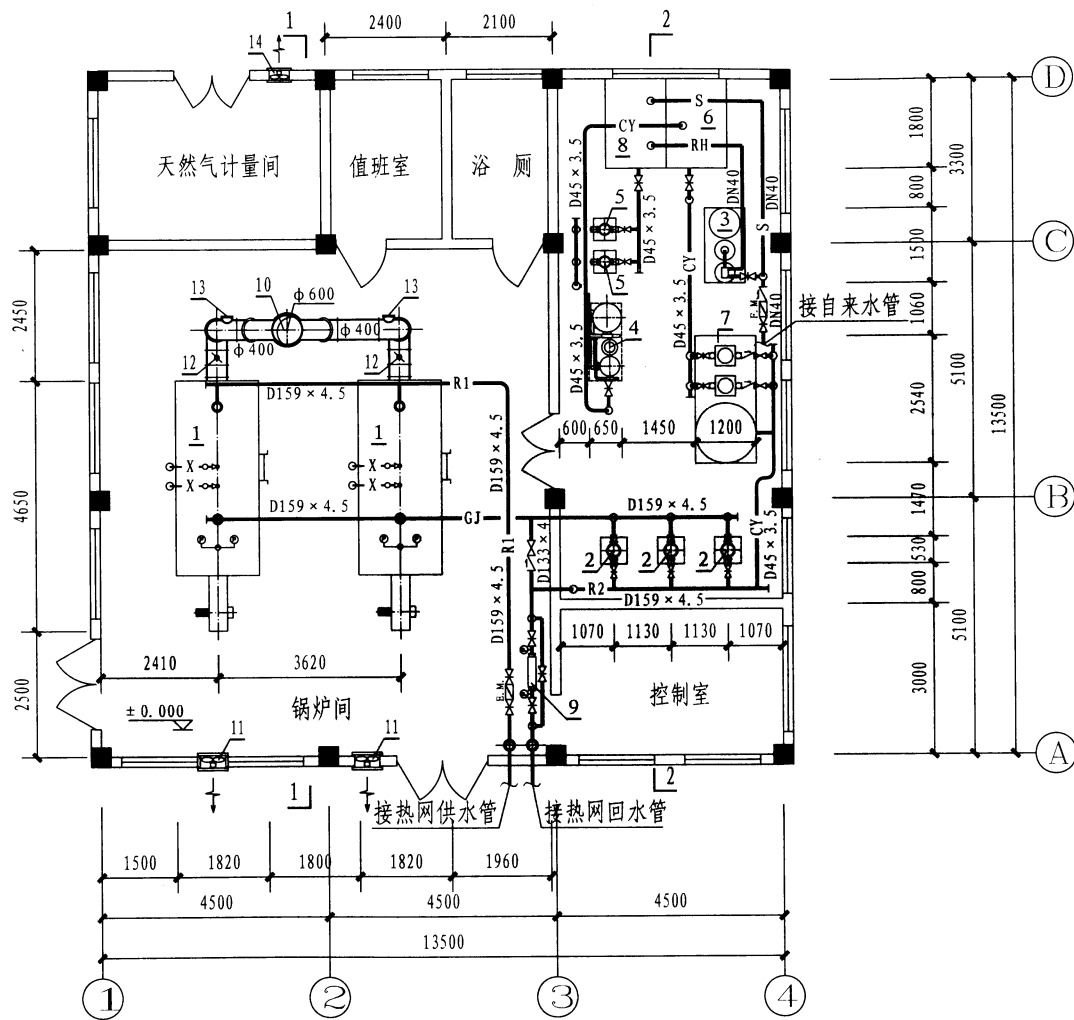 1
2400
2100
2
14
D
天然气计量间
值班室
浴 厕
S
6
CY
8
RH
D45×3.5
D45×3.5
DN40
DN40
S
5
5
3
CY
D45×3.5
E.M.
DN40
接自来水管
1800
800
1500
1060
2540
1470
530
800
3000
3300
5100
5100
13500
C
B
A
13
10
φ600
13
φ400
φ400
12
12
4
7
D45×3.5
2450
4650
2500
D159×4.5
R1
1
1
X
X
X
X
D159×4.5
600
650
1450
1200
D159×4.5
GJ
R1
D159×4.5
CY
D133×4
D45×3.5
P
P
P
P
2
2
2
R2
D159×4.5
D159×4.5
1070
1130
1130
1070
2410
3620
E.M.
9
控制室
±0.000
锅炉间
11
11
1
2
接热网供水管
接热网回水管
1500
1820
1800
1820
1960
4500
4500
4500
13500
1
2
3
4